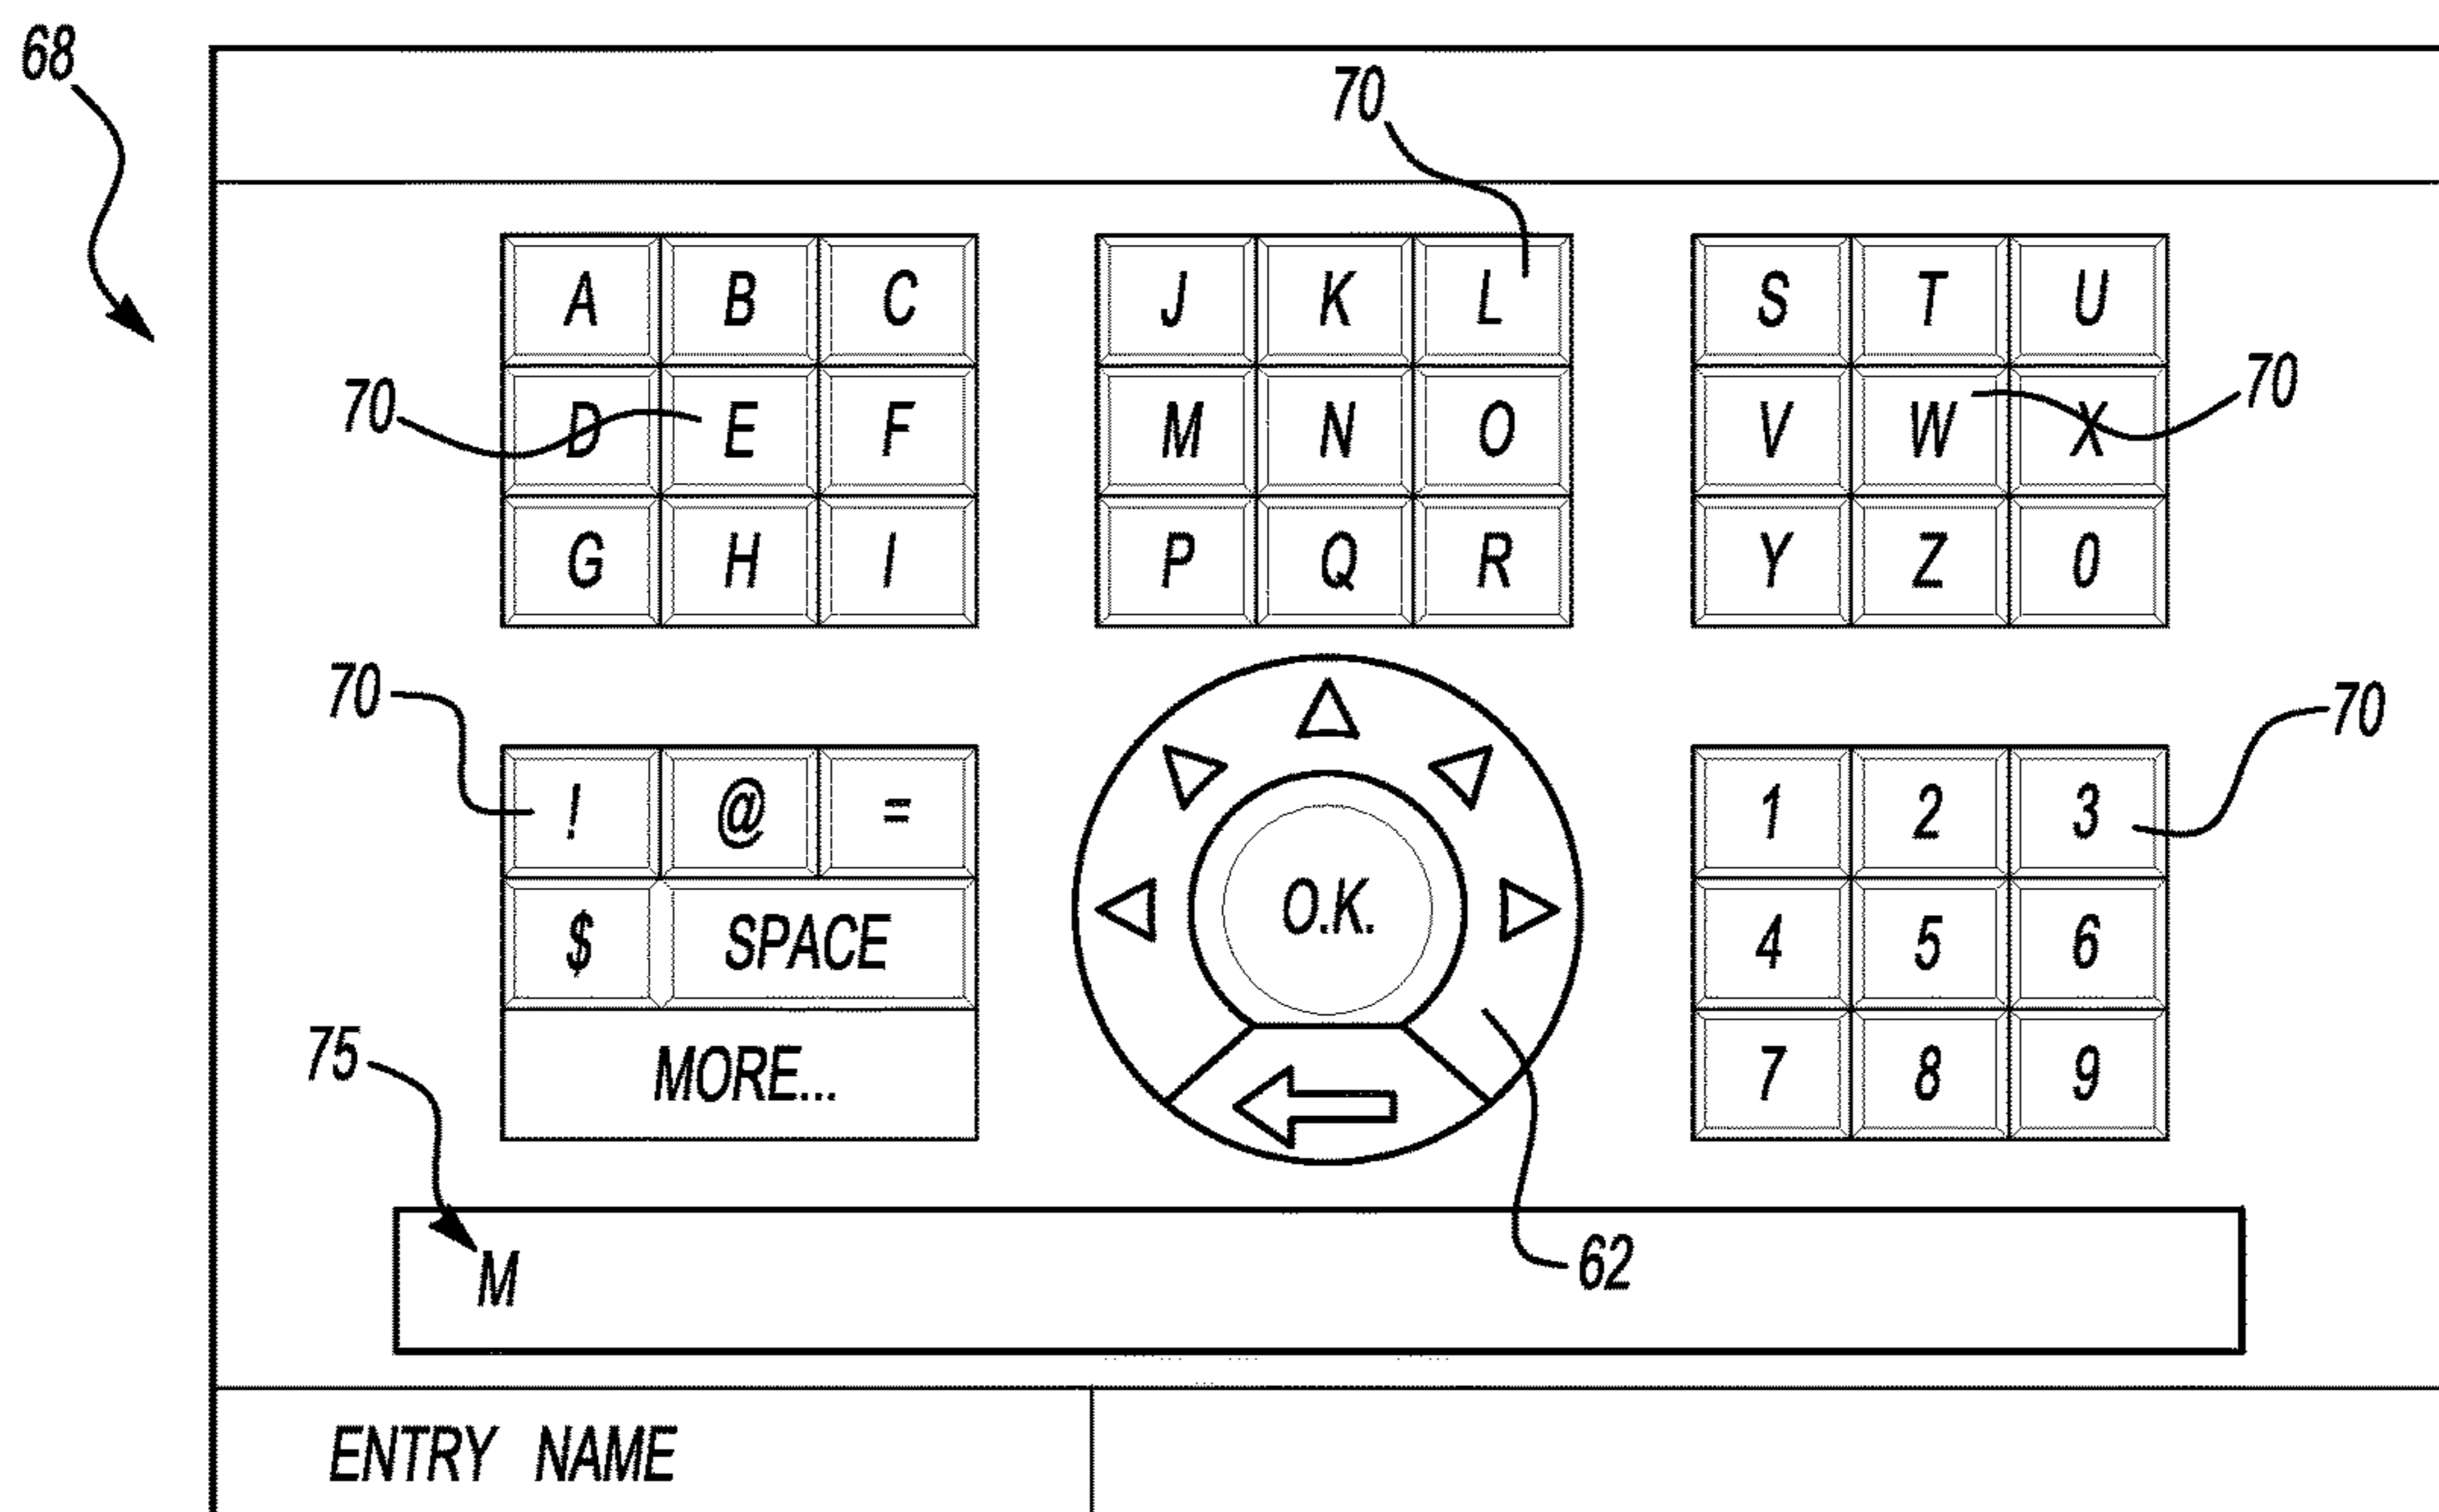 68
70
A B C J K L S T U
70 D E F M N O V W X 70
G H I P Q R Y Z 0
70 70
! @ = 1 2 3
$ SPACE O.K. 4 5 6
75 MORE... 7 8 9
M 62
ENTRY NAME